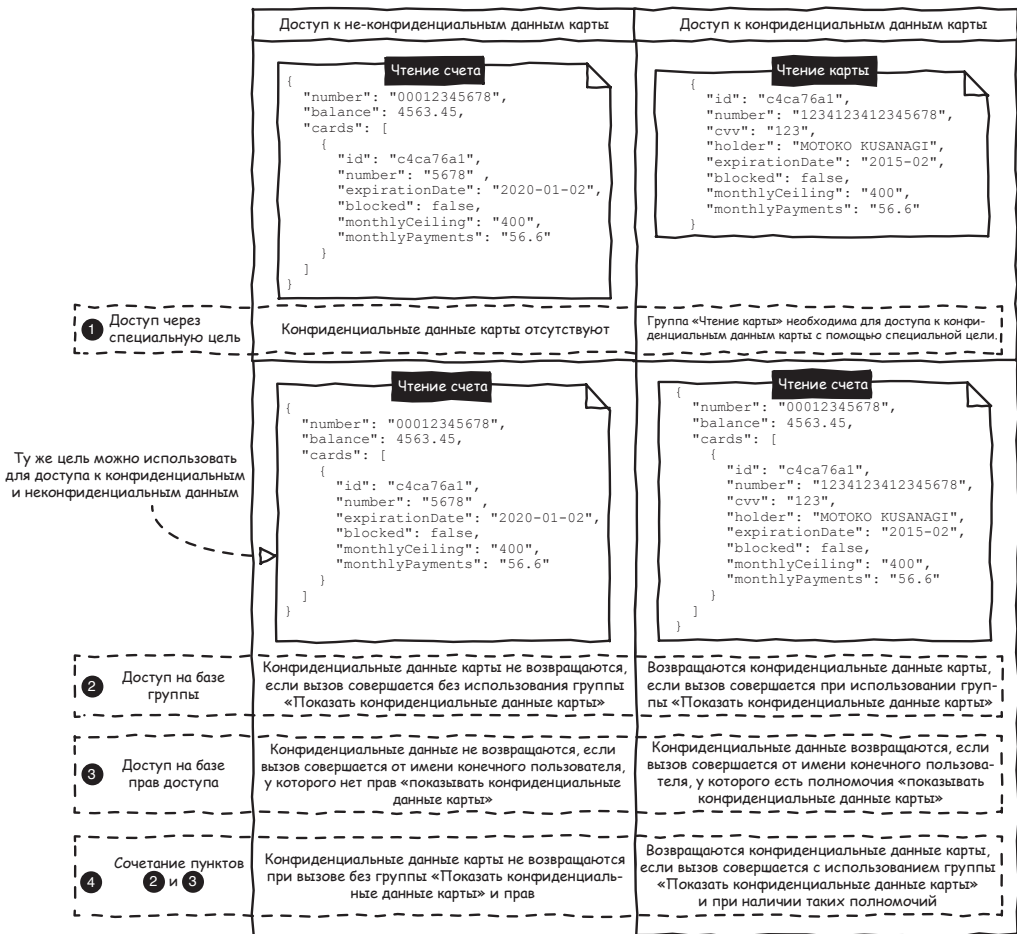 Доступ к не-конфиденциальным данным карты
Доступ к конфиденциальным данным карты
Чтение счета
{
"number": "00012345678",
"balance": 4563.45,
"cards": [
{
"id": "c4ca76a1",
"number": "5678" ,
"expirationDate": "2020-01-02",
"blocked": false,
"monthlyCeiling": "400",
"monthlyPayments": "56.6"
}
]
}
Чтение карты
{
"id": "c4ca76a1",
"number": "1234123412345678",
"cvv": "123",
"holder": "MOTOKO KUSANAGI",
"expirationDate": "2015-02",
"blocked": false,
"monthlyCeiling": "400",
"monthlyPayments": "56.6"
}
1 Доступ через
специальную цель
Конфиденциальные данные карты отсутствуют
Группа «Чтение карты» необходима для доступа к конфи-
денциальным данным карты с помощью специальной цели.
Ту же цель можно использовать
для доступа к конфиденциальным
и неконфиденциальным данным
Чтение счета
{
"number": "00012345678",
"balance": 4563.45,
"cards": [
{
"id": "c4ca76a1",
"number": "5678" ,
"expirationDate": "2020-01-02",
"blocked": false,
"monthlyCeiling": "400",
"monthlyPayments": "56.6"
}
]
}
Чтение счета
{
"number": "00012345678",
"balance": 4563.45,
"cards": [
{
"id": "c4ca76a1",
"number": "1234123412345678",
"cvv": "123",
"holder": "MOTOKO KUSANAGI",
"expirationDate": "2015-02",
"blocked": false,
"monthlyCeiling": "400",
"monthlyPayments": "56.6"
}
]
}
2 Доступ на базе
группы
Конфиденциальные данные карты не возвращаются,
если вызов совершается без использования группы
«Показать конфиденциальные данные карты»
Возвращаются конфиденциальные данные карты,
если вызов совершается при использовании груп-
пы «Показать конфиденциальные данные карты»
3 Доступ на базе
прав доступа
Конфиденциальные данные не возвращаются, если
вызов совершается от имени конечного пользователя,
у которого нет прав «показывать конфиденциальные
данные карты»
Конфиденциальные данные возвращаются, если
вызов совершается от имени конечного пользова-
теля, у которого есть полномочия «показывать
конфиденциальные данные карты»
4 Сочетание пунктов
2 и 3
Конфиденциальные данные карты не возвращаются
при вызове без группы «Показать конфиденциаль-
ные данные карты» и прав
Возвращаются конфиденциальные данные карты,
если вызов совершается с использованием группы
«Показать конфиденциальные данные карты»
и при наличии таких полномочий